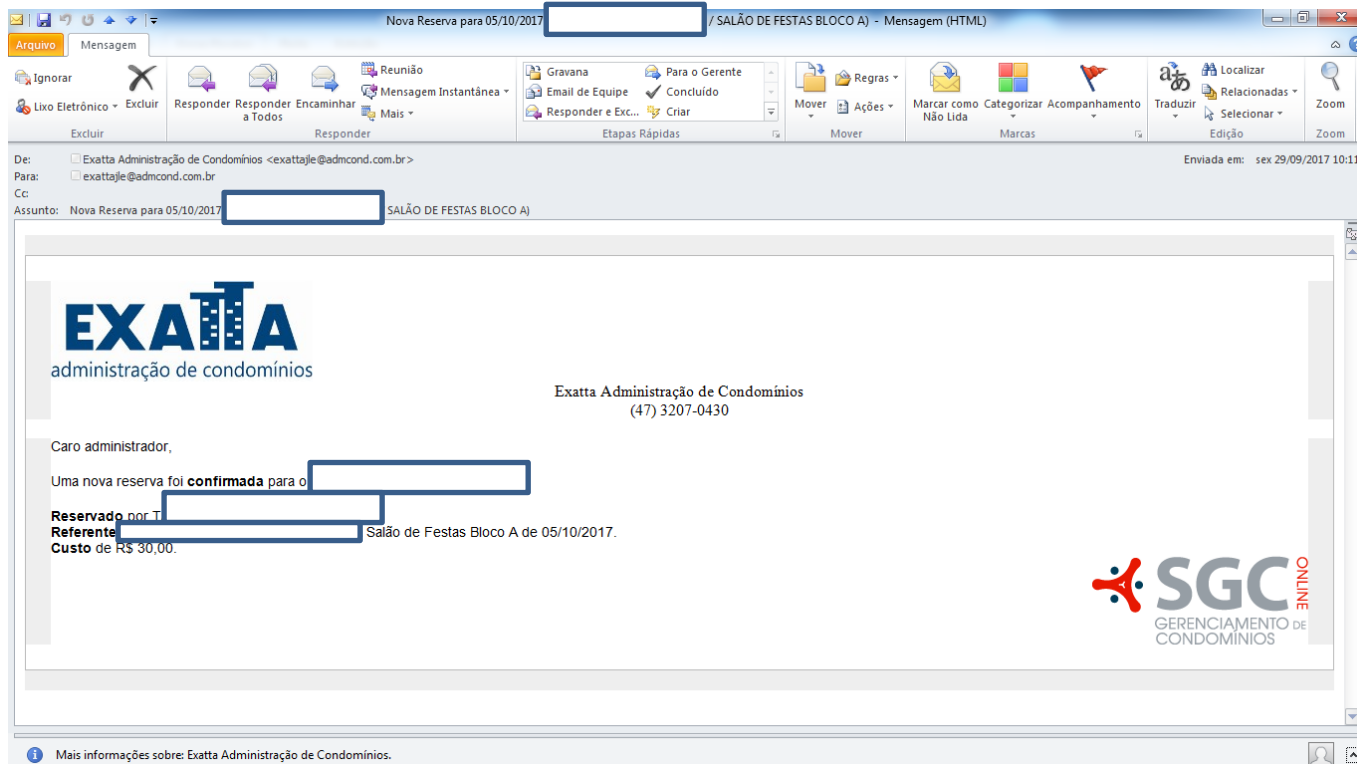 Nova Reserva para 05/10/2017 / SALÃO DE FESTAS BLOCO A) - Mensagem (HTML)
Arquivo Mensagem
Ignorar
Lixo Eletrônico
Excluir
Responder
Responder a Todos
Encaminhar
Reunião
Mensagem Instantânea
Mais
Gravana
Email de Equipe
Responder e Exc...
Para o Gerente
Concluído
Criar
Mover
Regras
Ações
Marcar como Não Lida
Categorizar
Acompanhamento
Traduzir
Localizar
Relacionadas
Selecionar
Zoom
Excluir Responder Etapas Rápidas Mover Marcas Edição Zoom
De: Exatta Administração de Condomínios <exattajle@admcond.com.br> Enviada em: sex 29/09/2017 10:11
Para: exattajle@admcond.com.br
Cc:
Assunto: Nova Reserva para 05/10/2017 SALÃO DE FESTAS BLOCO A)
EXATTA
administração de condomínios
Exatta Administração de Condomínios
(47) 3207-0430
Caro administrador,
Uma nova reserva foi confirmada para o
Reservado por T
Referente Salão de Festas Bloco A de 05/10/2017.
Custo de R$ 30,00.
SGC ONLINE
GERENCIAMENTO DE
CONDOMÍNIOS
Mais informações sobre: Exatta Administração de Condomínios.